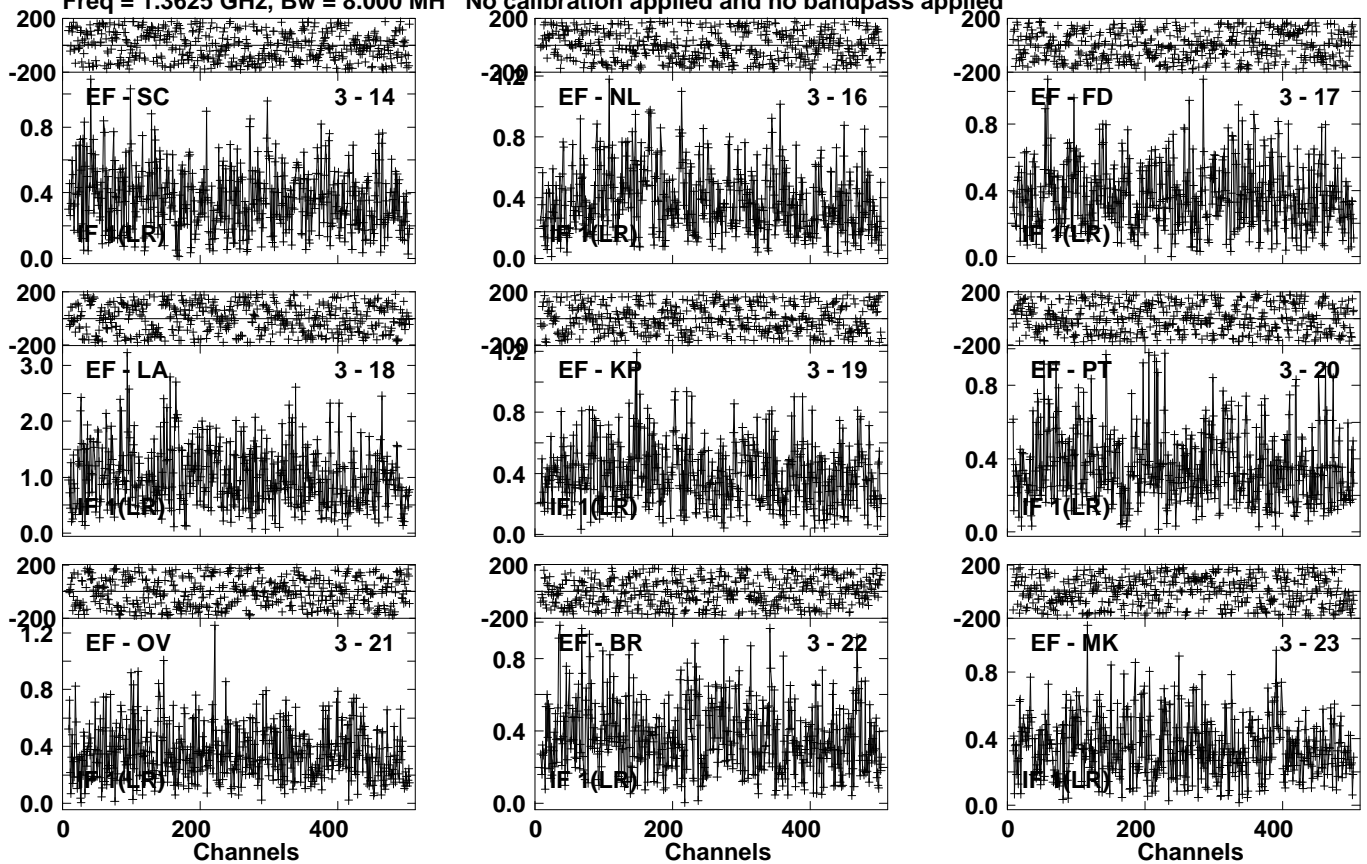 Freq = 1.3625 GHz, Bw = 8.000 MH No calibration applied and no bandpass applied
200
-200
EF - SC 3 - 14
0.8
0.4
0.0
IF 1(LR)
200
-200
1.2
EF - NL 3 - 16
0.8
0.4
0.0
IF 1(LR)
200
-200
EF - FD 3 - 17
0.8
0.4
0.0
IF 1(LR)
200
-200
3.0
EF - LA 3 - 18
2.0
1.0
0.0
IF 1(LR)
200
-200
1.2
EF - KP 3 - 19
0.8
0.4
0.0
IF 1(LR)
200
-200
EF - PT 3 - 20
0.8
0.4
0.0
IF 1(LR)
200
-200
1.2
EF - OV 3 - 21
0.8
0.4
0.0
IF 1(LR)
0 200 400
Channels
200
-200
EF - BR 3 - 22
0.8
0.4
0.0
IF 1(LR)
0 200 400
Channels
200
-200
EF - MK 3 - 23
0.8
0.4
0.0
IF 1(LR)
0 200 400
Channels